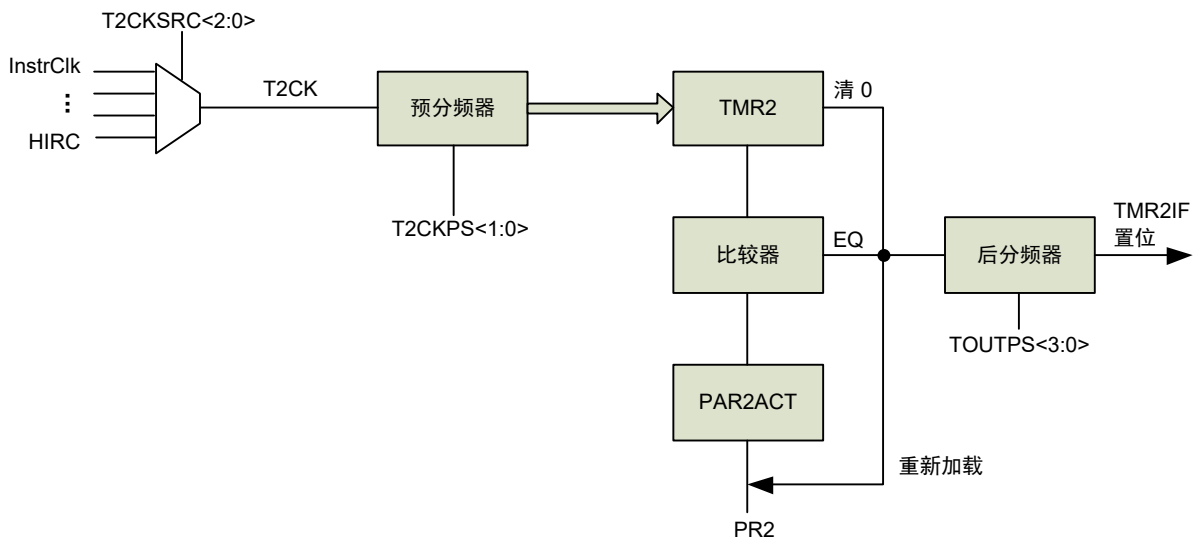 T2CKSRC<2:0>
InstrClk
⋮
HIRC
T2CK
预分频器
T2CKPS<1:0>
TMR2
清 0
比较器
EQ
后分频器
TMR2IF
置位
TOUTPS<3:0>
PAR2ACT
重新加载
PR2